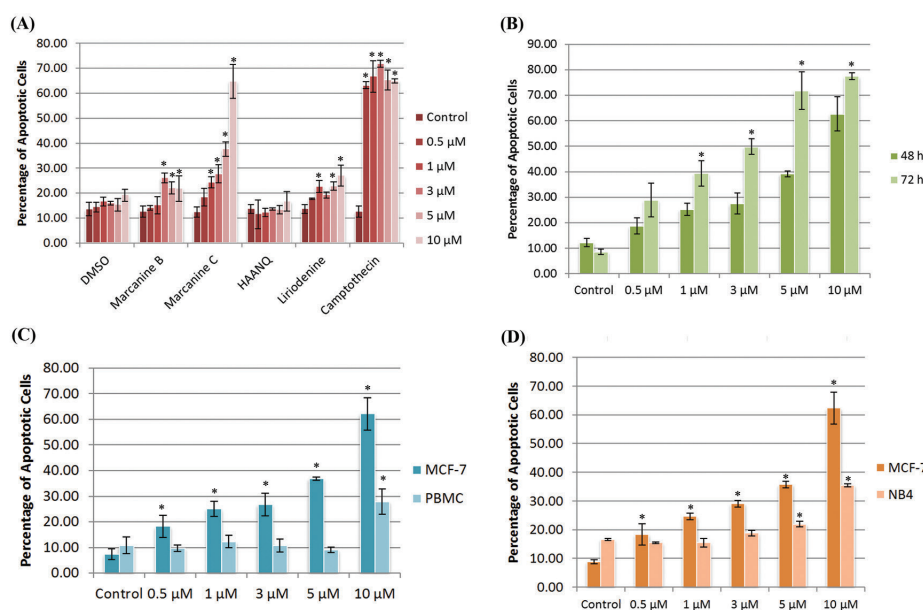 (A)
Percentage of Apoptotic Cells
80.00
70.00
60.00
50.00
40.00
30.00
20.00
10.00
0.00
* * * * * * * * * * * * * * * *
DMSO
Marcanine B
Marcanine C
HAANQ
Liriodenine
Camptothecin
Control
0.5 μM
1 μM
3 μM
5 μM
10 μM
(B)
Percentage of Apoptotic Cells
90.00
80.00
70.00
60.00
50.00
40.00
30.00
20.00
10.00
0.00
* * * *
Control 0.5 μM 1 μM 3 μM 5 μM 10 μM
48 h
72 h
(C)
Percentage of Apoptotic Cells
80.00
70.00
60.00
50.00
40.00
30.00
20.00
10.00
0.00
* * * * * *
Control 0.5 μM 1 μM 3 μM 5 μM 10 μM
MCF-7
PBMC
(D)
Percentage of Apoptotic Cells
80.00
70.00
60.00
50.00
40.00
30.00
20.00
10.00
0.00
* * * * * * *
Control 0.5 μM 1 μM 3 μM 5 μM 10 μM
MCF-7
NB4